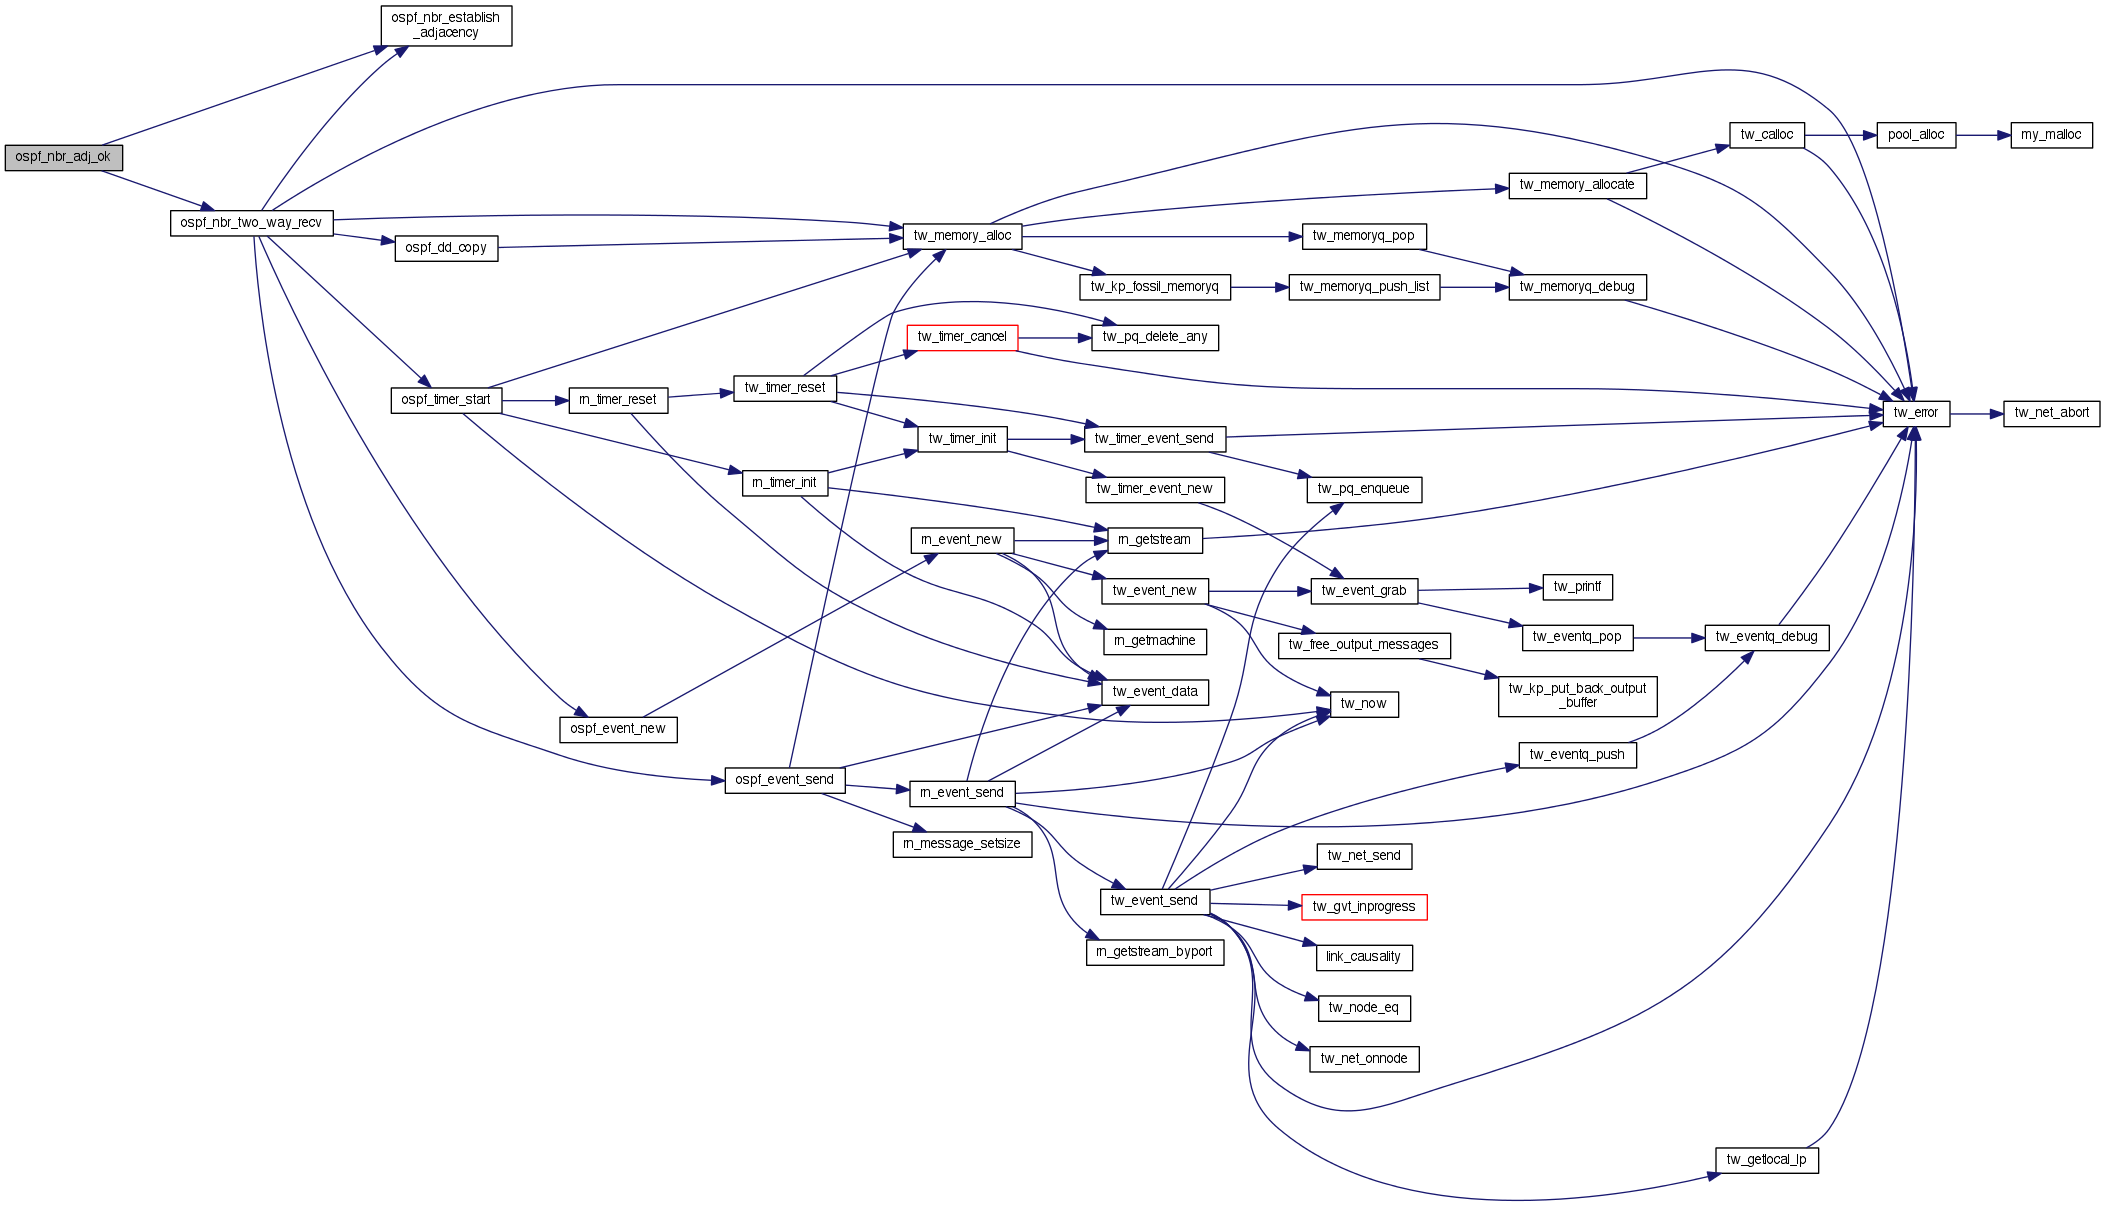 ospf_nbr_establish
_adjacency
tw_calloc
pool_alloc
my_malloc
ospf_nbr_adj_ok
tw_memory_allocate
ospf_nbr_two_way_recv
tw_memory_alloc
tw_memoryq_pop
ospf_dd_copy
tw_kp_fossil_memoryq
tw_memoryq_push_list
tw_memoryq_debug
tw_timer_cancel
tw_pq_delete_any
tw_timer_reset
ospf_timer_start
rn_timer_reset
tw_error
tw_net_abort
tw_timer_init
tw_timer_event_send
rn_timer_init
tw_timer_event_new
tw_pq_enqueue
rn_event_new
rn_getstream
tw_event_new
tw_event_grab
tw_printf
rn_getmachine
tw_free_output_messages
tw_eventq_pop
tw_eventq_debug
tw_event_data
tw_now
tw_kp_put_back_output
_buffer
ospf_event_new
tw_eventq_push
ospf_event_send
rn_event_send
rn_message_setsize
tw_net_send
tw_event_send
tw_gvt_inprogress
rn_getstream_byport
link_causality
tw_node_eq
tw_net_onnode
tw_getlocal_lp